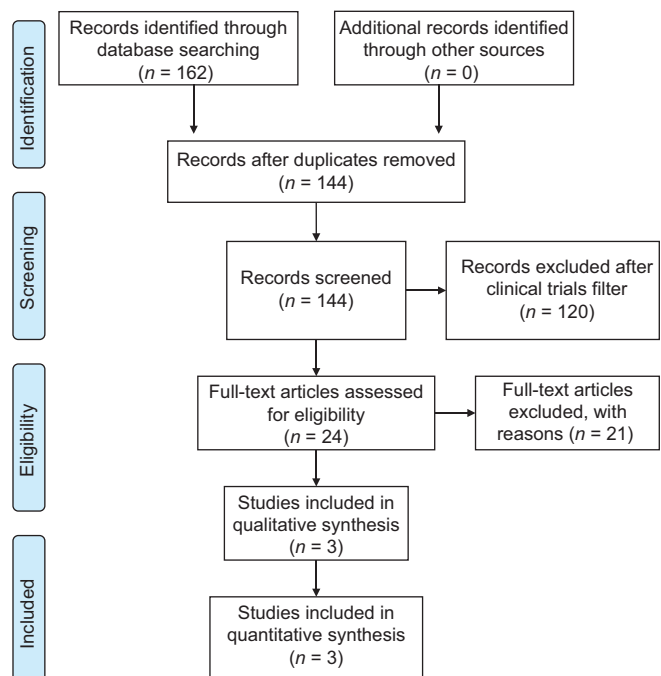 Identification
Records identified through
database searching
(n = 162)
Additional records identified
through other sources
(n = 0)
Records after duplicates removed
(n = 144)
Screening
Records screened
(n = 144)
Records excluded after
clinical trials filter
(n = 120)
Eligibility
Full-text articles assessed
for eligibility
(n = 24)
Full-text articles
excluded, with
reasons (n = 21)
Studies included in
qualitative synthesis
(n = 3)
Included
Studies included in
quantitative synthesis
(n = 3)